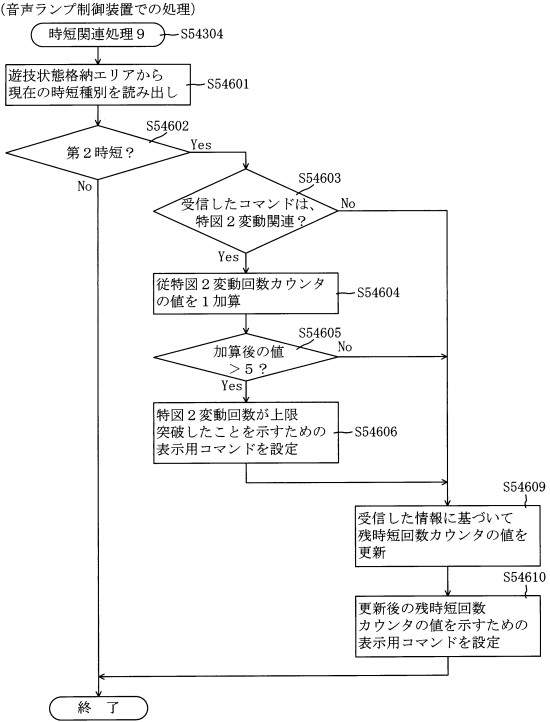 (音声ランプ制御装置での処理)
時短関連処理９
S54304
遊技状態格納エリアから
現在の時短種別を読み出し
S54601
第２時短？
S54602
Yes
No
受信したコマンドは、
特図２変動関連？
S54603
No
Yes
従特図２変動回数カウンタ
の値を１加算
S54604
加算後の値
＞５？
S54605
No
Yes
特図２変動回数が上限
突破したことを示すための
表示用コマンドを設定
S54606
S54609
受信した情報に基づいて
残時短回数カウンタの値を
更新
S54610
更新後の残時短回数
カウンタの値を示すための
表示用コマンドを設定
終　了